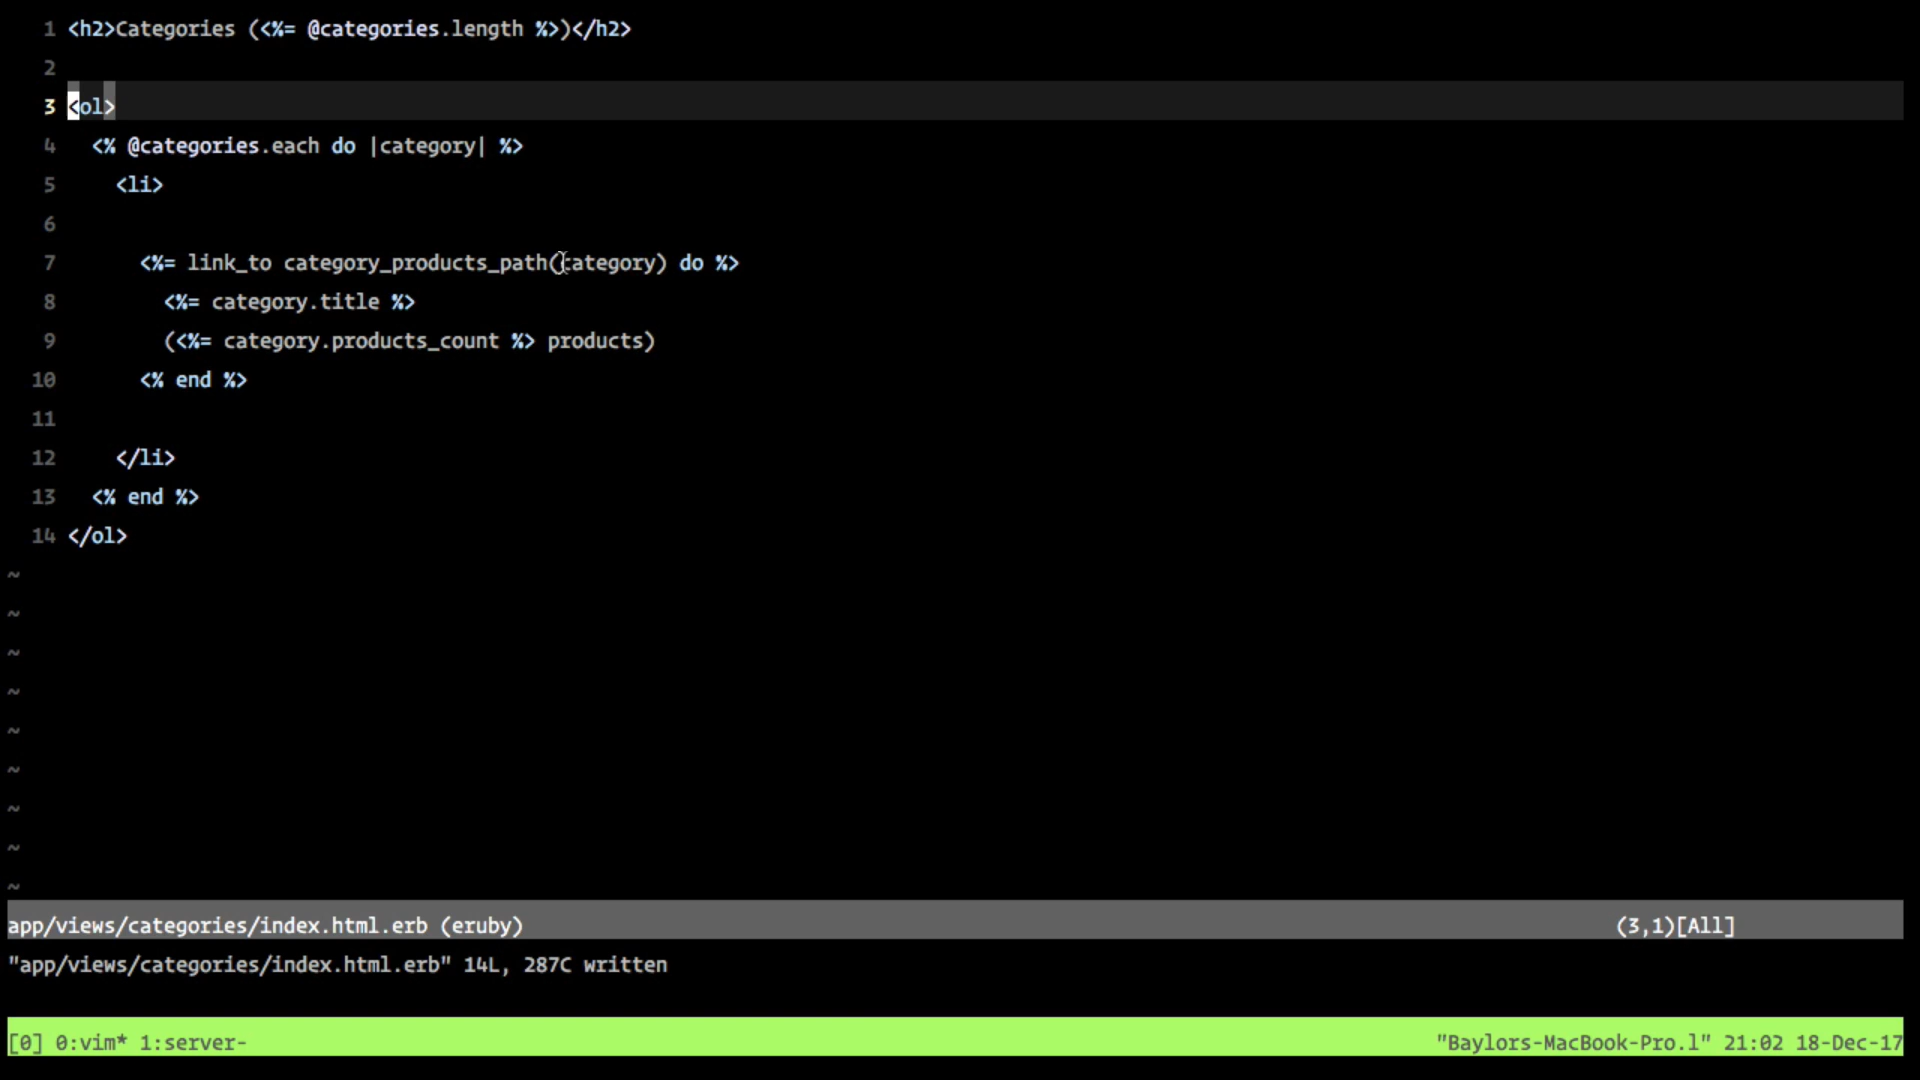 1 <h2>Categories (<%= @categories.length %>)</h2>
2
3 <ol>
4   <% @categories.each do |category| %>
5     <li>
6
7       <%= link_to category_products_path(category) do %>
8         <%= category.title %>
9         (<%= category.products_count %> products)
10       <% end %>
11
12     </li>
13   <% end %>
14 </ol>
~
~
~
~
~
~
~
~
~
app/views/categories/index.html.erb (eruby) (3,1)[All]
"app/views/categories/index.html.erb" 14L, 287C written
[0] 0:vim* 1:server- "Baylors-MacBook-Pro.l" 21:02 18-Dec-17